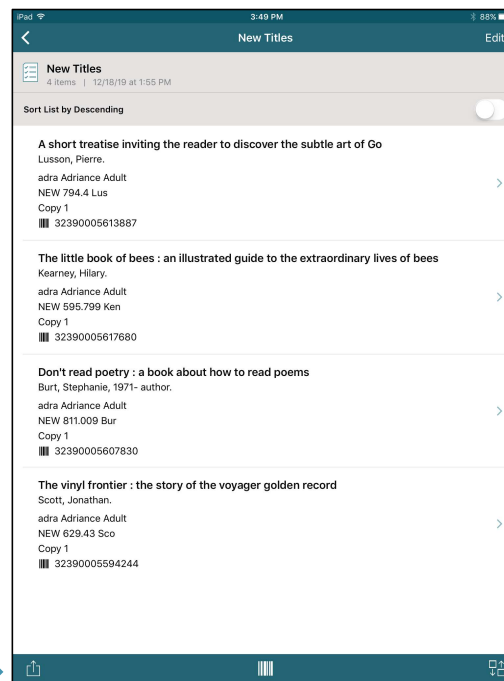 iPad 3:49 PM 88%
New Titles Edit
New Titles
4 items | 12/18/19 at 1:55 PM
Sort List by Descending
A short treatise inviting the reader to discover the subtle art of Go
Lusson, Pierre.
adra Adriance Adult
NEW 794.4 Lus
Copy 1
32390005613887
The little book of bees : an illustrated guide to the extraordinary lives of bees
Kearney, Hilary.
adra Adriance Adult
NEW 595.799 Ken
Copy 1
32390005617680
Don't read poetry : a book about how to read poems
Burt, Stephanie, 1971- author.
adra Adriance Adult
NEW 811.009 Bur
Copy 1
32390005607830
The vinyl frontier : the story of the voyager golden record
Scott, Jonathan.
adra Adriance Adult
NEW 629.43 Sco
Copy 1
32390005594244